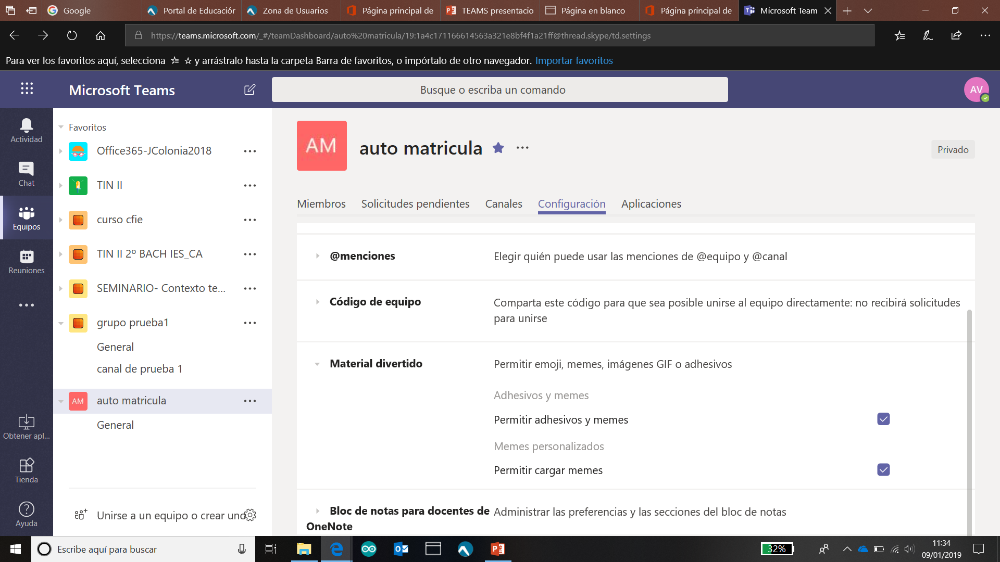 Google
Portal de Educaciór
Zona de Usuarios
Página principal de
TEAMS presentacio
Página en blanco
Página principal de
Microsoft Team
https://teams.microsoft.com/_#/teamDashboard/auto%20matricula/19:1a4c171166614563a321e8bf4f1a21ff@thread.skype/td.settings
Para ver los favoritos aquí, selecciona y arrástralo hasta la carpeta Barra de favoritos, o impórtalo de otro navegador. Importar favoritos
Microsoft Teams
Busque o escriba un comando
AV
Actividad
Chat
Equipos
Reuniones
Obtener apl...
Tienda
Ayuda
Favoritos
Office365-JColonia2018
TIN II
curso cfie
TIN II 2º BACH IES_CA
SEMINARIO- Contexto te...
grupo prueba1
General
canal de prueba 1
AM auto matricula
General
Unirse a un equipo o crear uno
AM
auto matricula
Privado
Miembros
Solicitudes pendientes
Canales
Configuración
Aplicaciones
@menciones
Elegir quién puede usar las menciones de @equipo y @canal
Código de equipo
Comparta este código para que sea posible unirse al equipo directamente: no recibirá solicitudes
para unirse
Material divertido
Permitir emoji, memes, imágenes GIF o adhesivos
Adhesivos y memes
Permitir adhesivos y memes
Memes personalizados
Permitir cargar memes
Bloc de notas para docentes de
OneNote
Administrar las preferencias y las secciones del bloc de notas
Escribe aquí para buscar
32%
11:34
09/01/2019